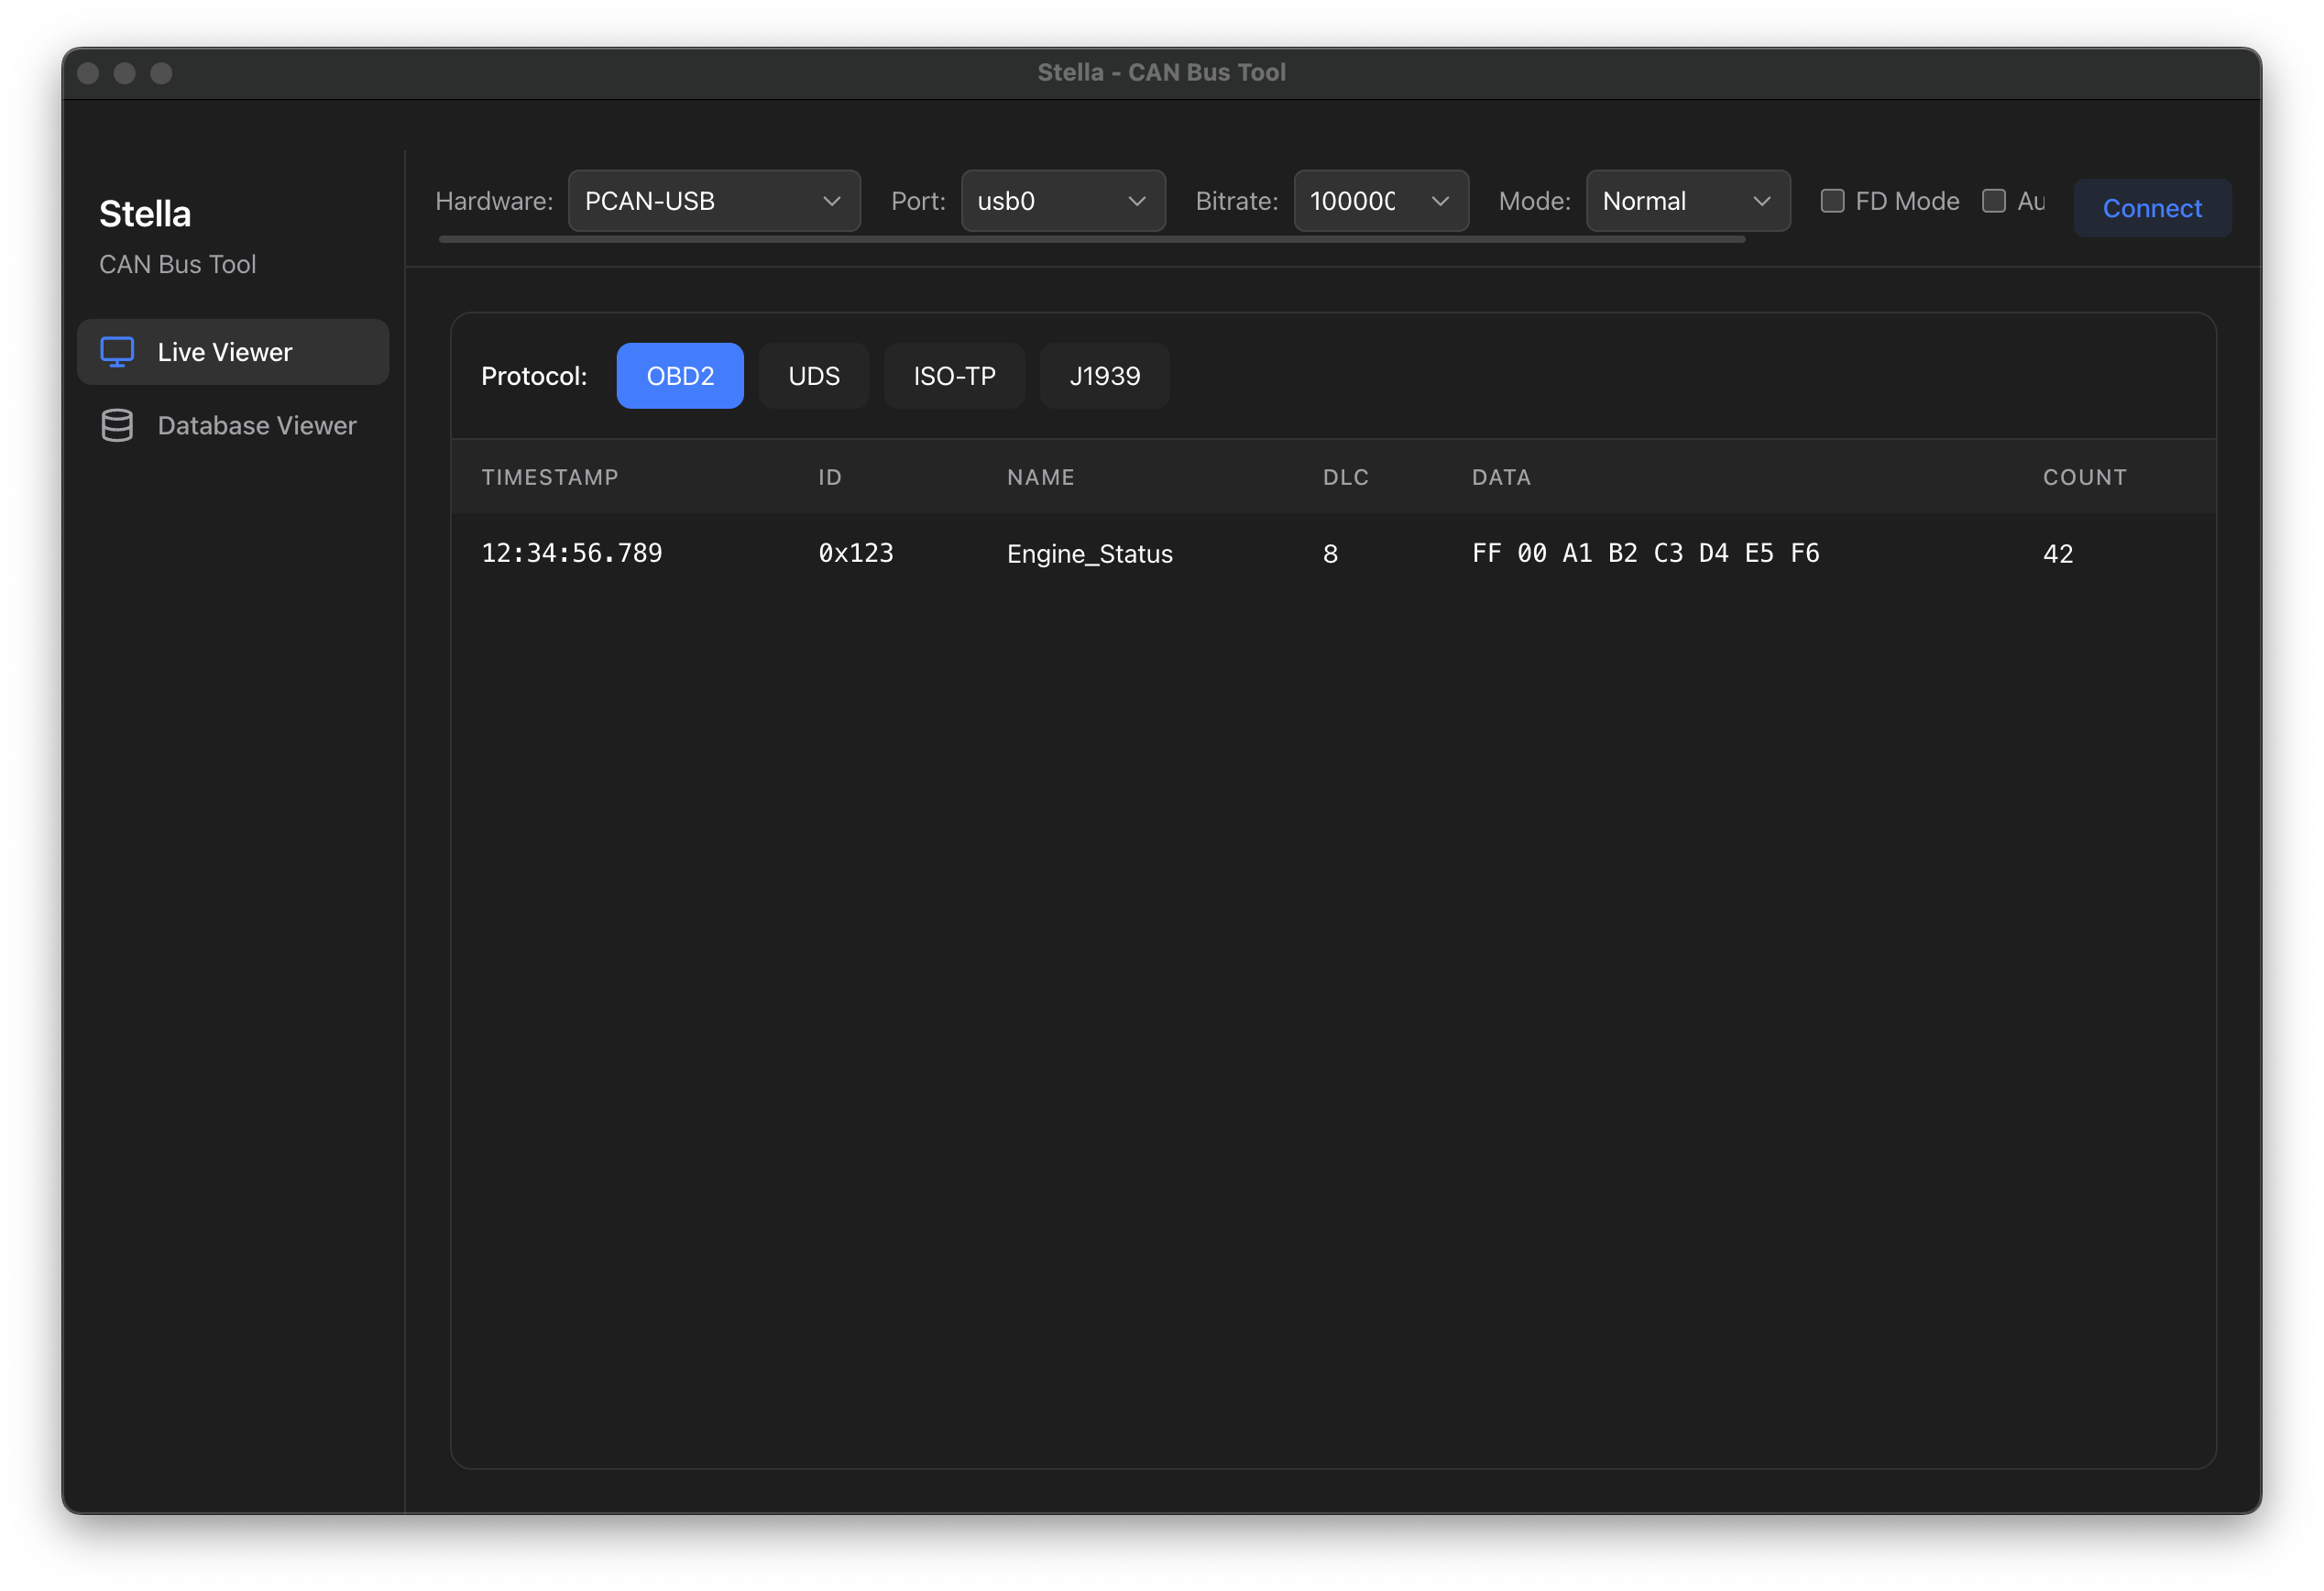 Stella - CAN Bus Tool
Stella
CAN Bus Tool
Live Viewer
Database Viewer
Hardware: PCAN-USB Port: usb0 Bitrate: 100000 Mode: Normal FD Mode Au Connect
Protocol: OBD2 UDS ISO-TP J1939
TIMESTAMP ID NAME DLC DATA COUNT
12:34:56.789 0x123 Engine_Status 8 FF 00 A1 B2 C3 D4 E5 F6 42